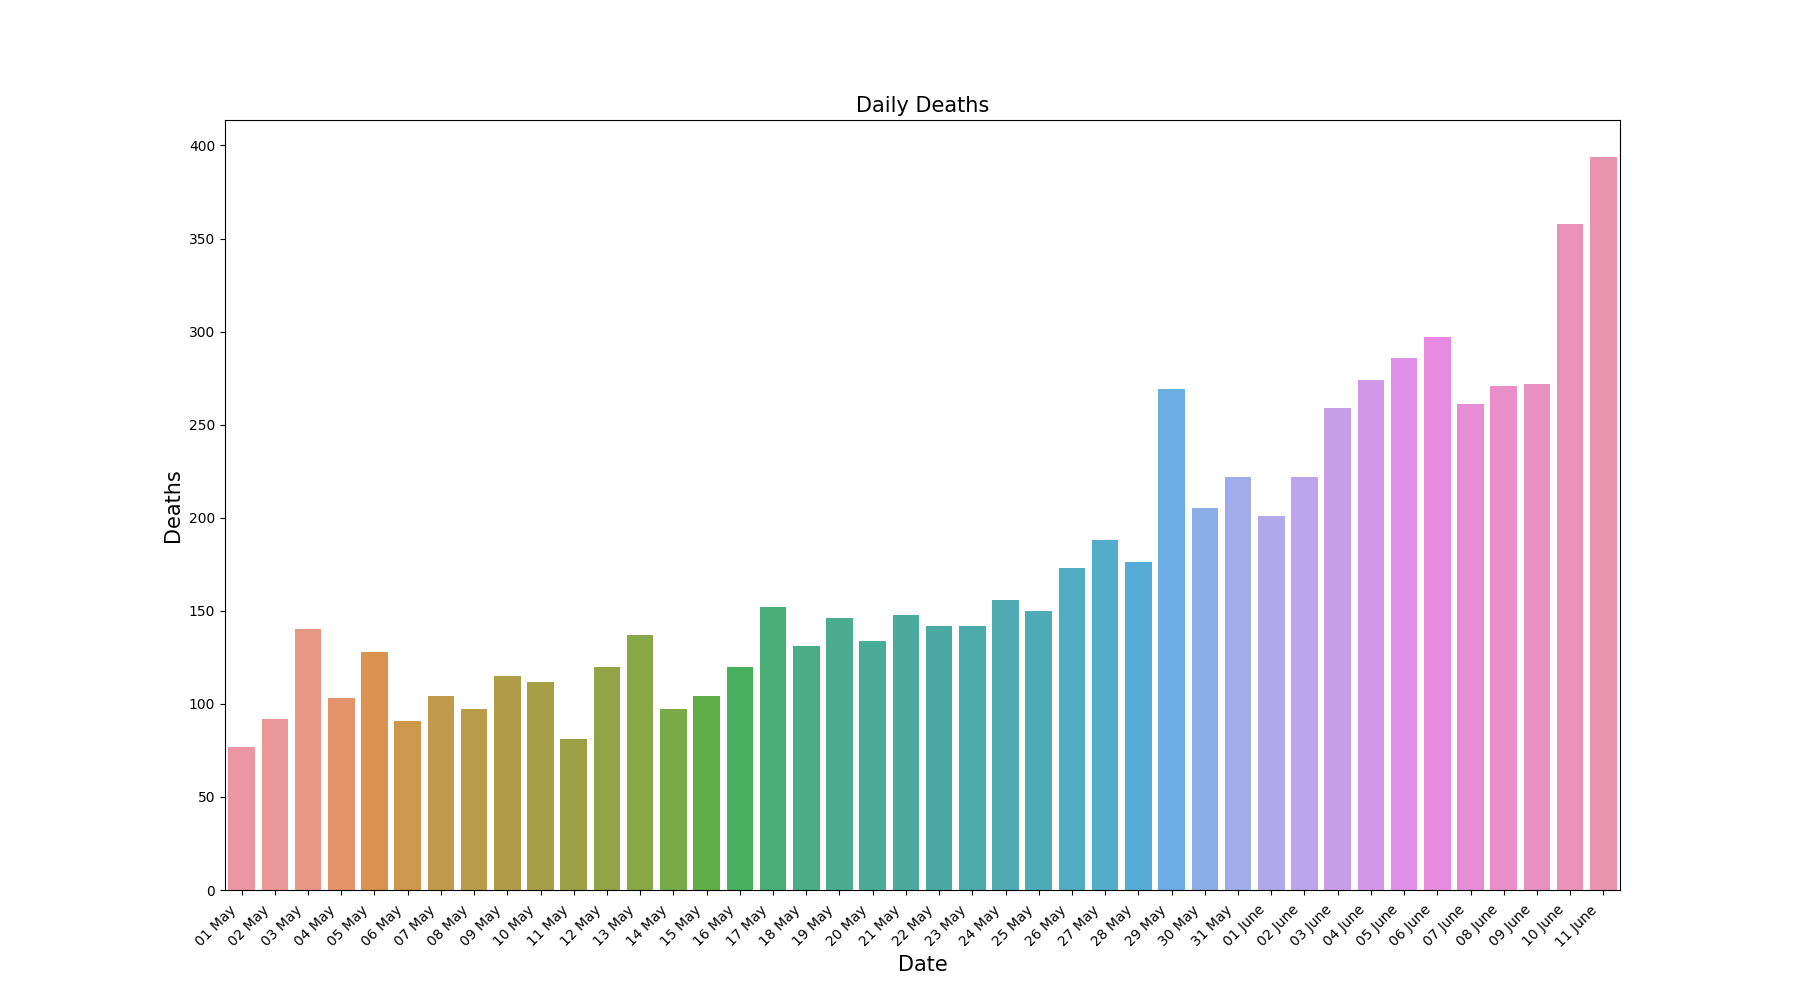 Daily Deaths
400
350
300
250
200
150
100
50
0
Deaths
01 May
02 May
03 May
04 May
05 May
06 May
07 May
08 May
09 May
10 May
11 May
12 May
13 May
14 May
15 May
16 May
17 May
18 May
19 May
20 May
21 May
22 May
23 May
24 May
25 May
26 May
27 May
28 May
29 May
30 May
31 May
01 June
02 June
03 June
04 June
05 June
06 June
07 June
08 June
09 June
10 June
11 June
Date